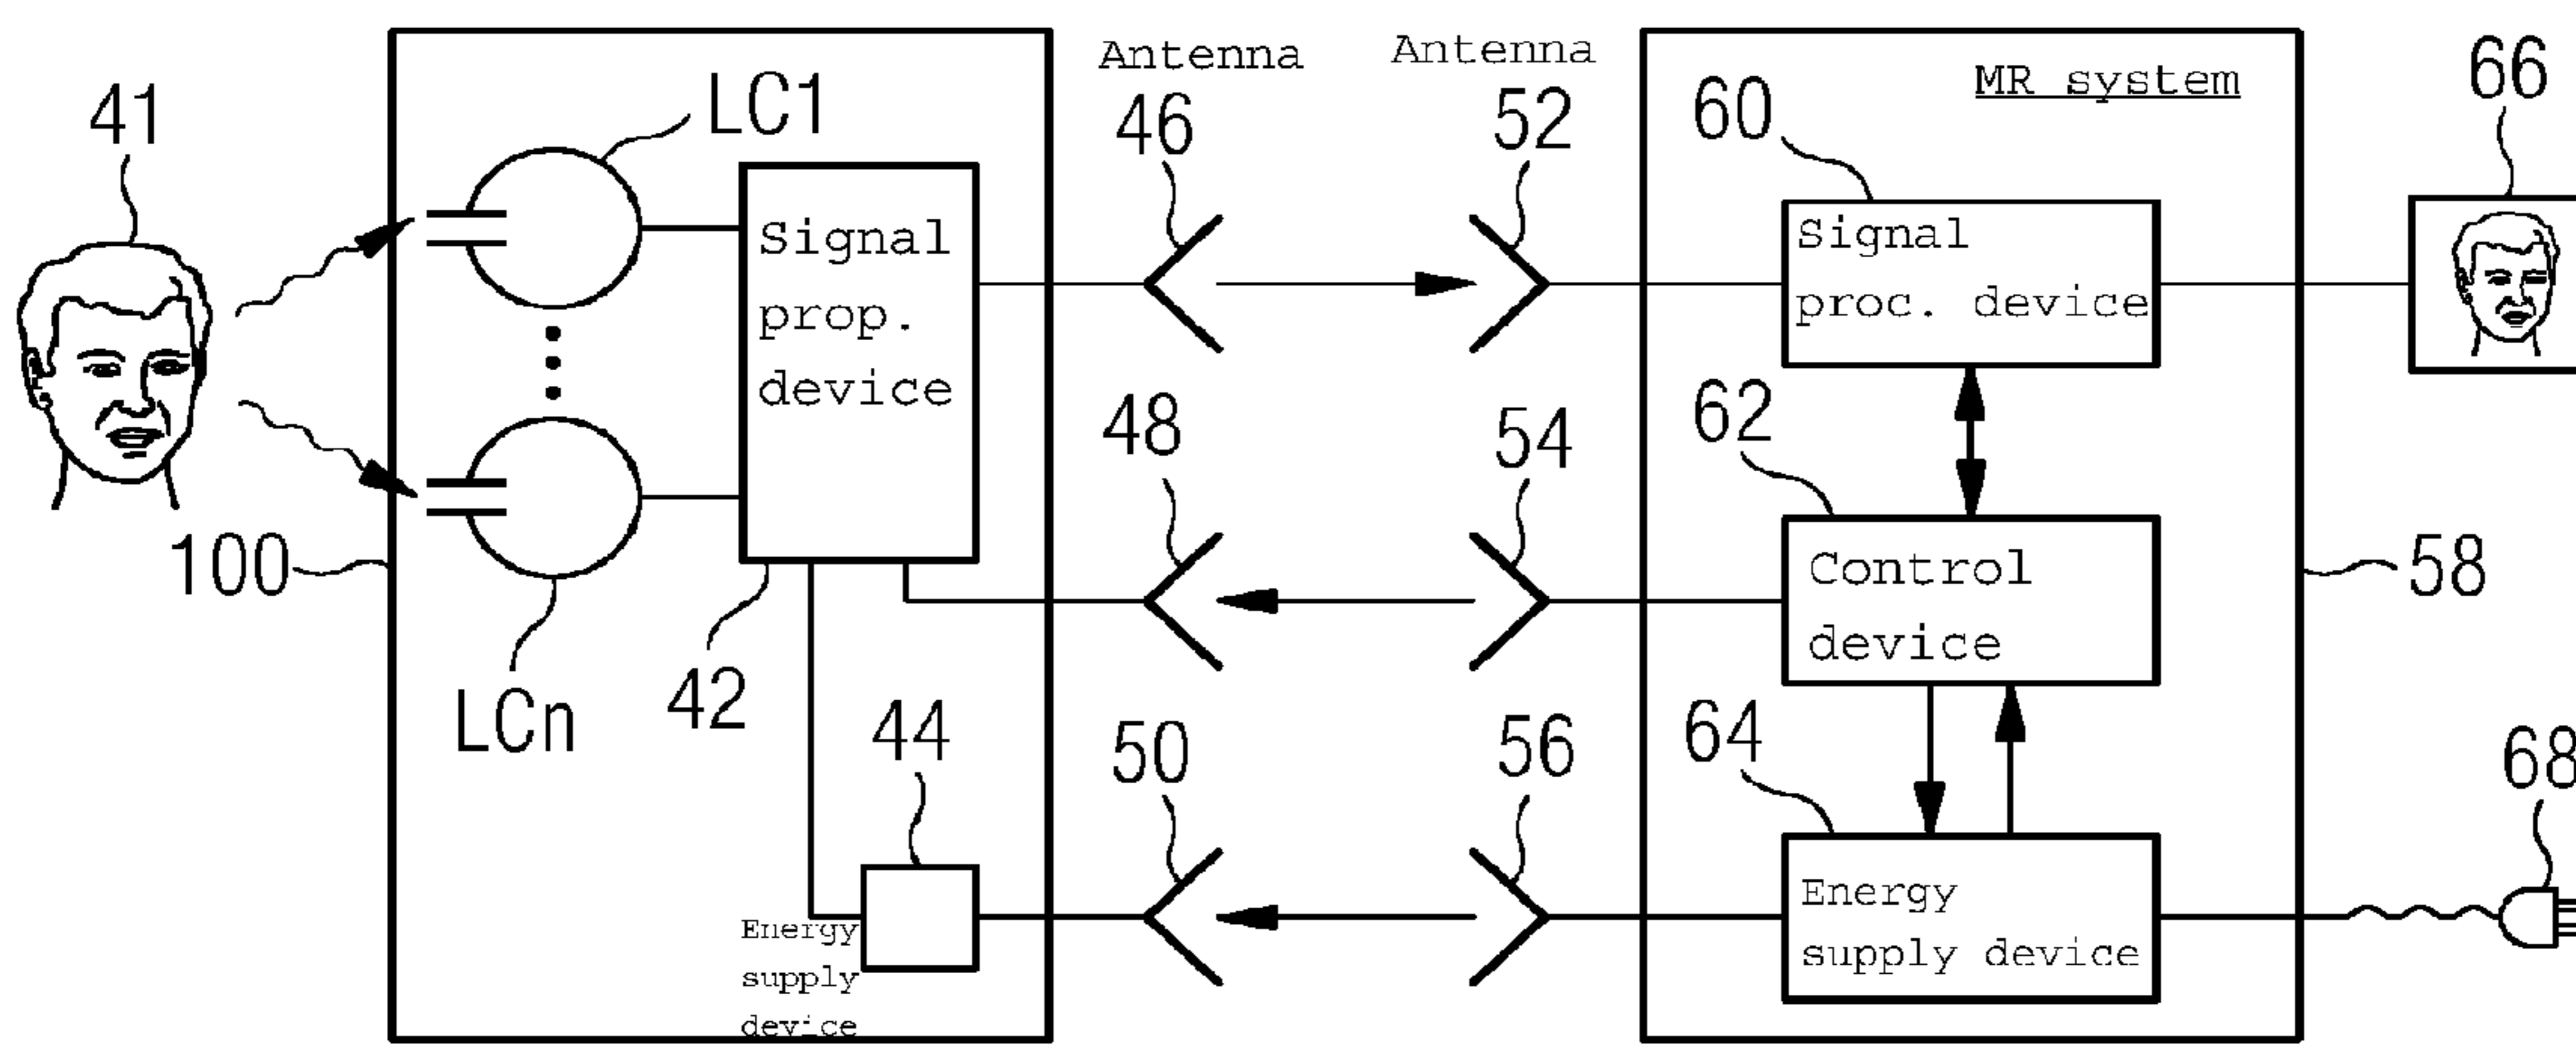 41
100
LC1
LCn
Signal
prop.
device
42
44
Energy
supply
device
Antenna
46
48
50
Antenna
52
54
56
MR system
60
Signal
proc. device
62
Control
device
64
Energy
supply device
58
66
68